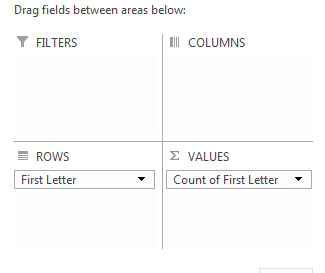 Drag fields between areas below:
FILTERS
COLUMNS
ROWS
First Letter
Σ VALUES
Count of First Letter